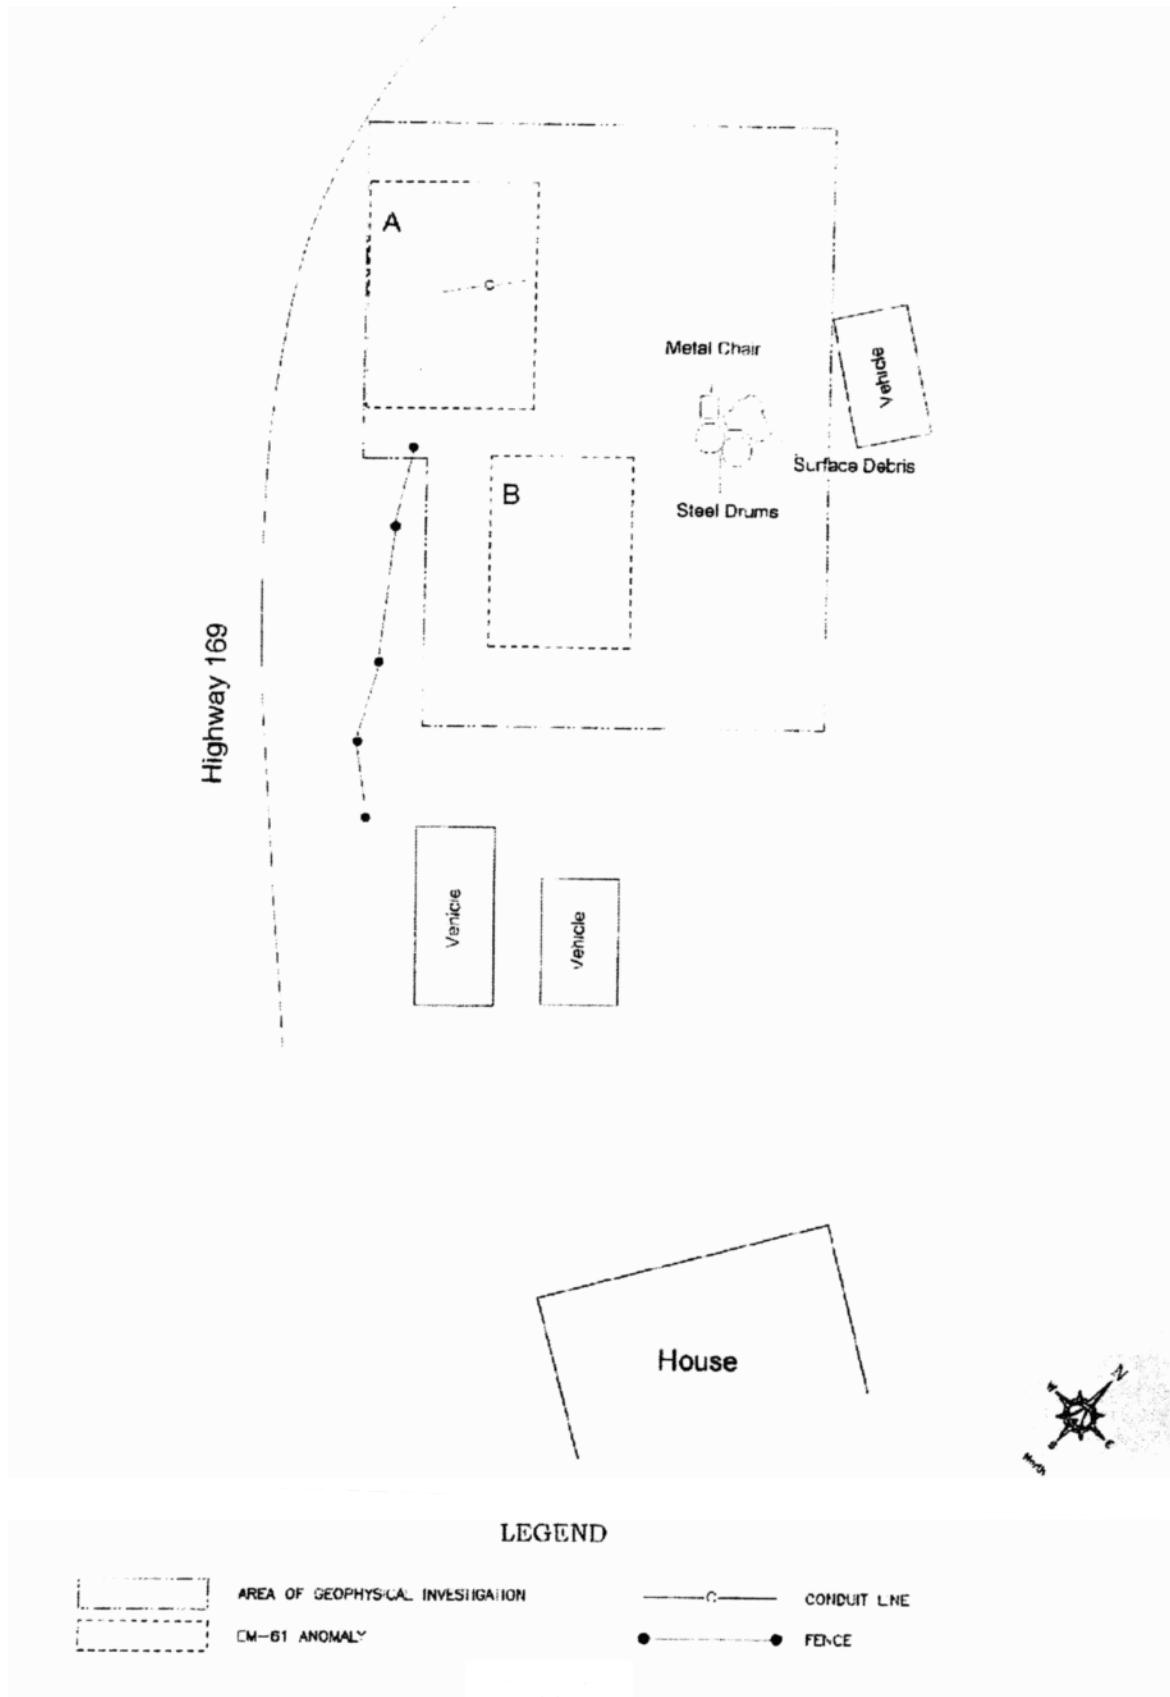 A
C
Metal Chair
Vehicle
Surface Debris
B
Steel Drums
Highway 169
Vehicle
Vehicle
House
N
North
LEGEND
AREA OF GEOPHYSICAL INVESTIGATION
C
CONDUIT LINE
EM-61 ANOMALY
FENCE